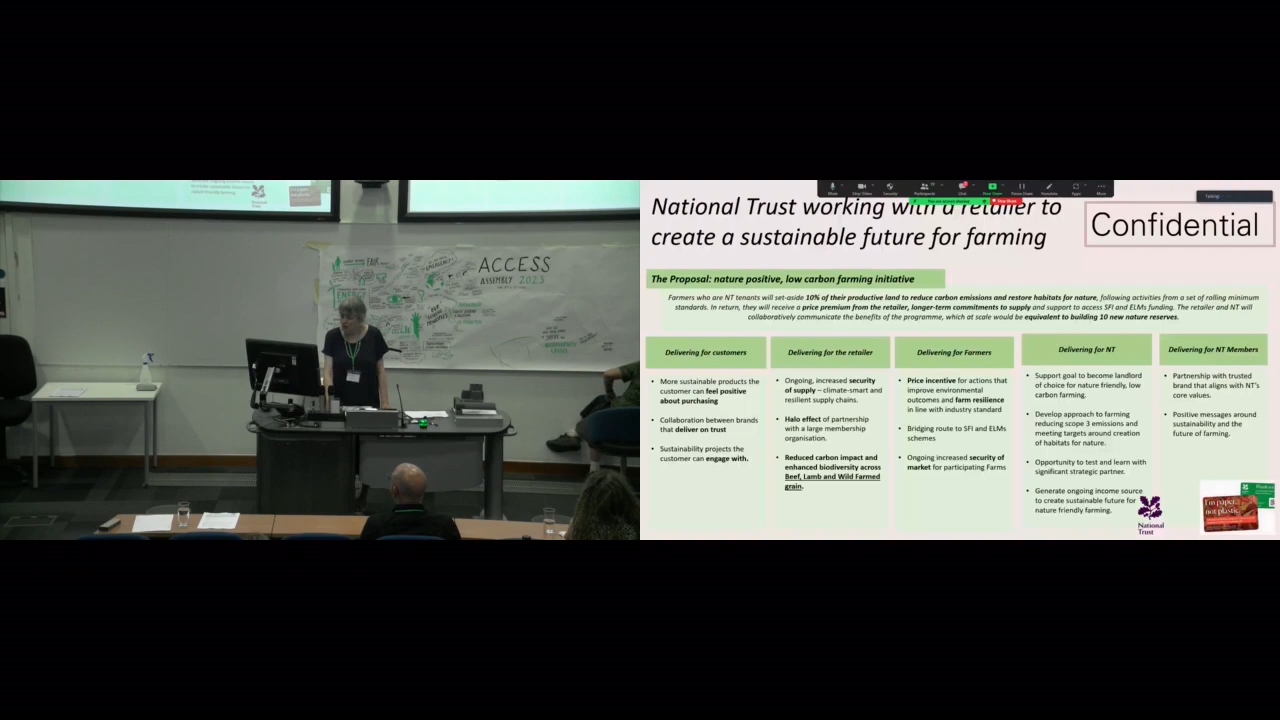 ACCESS
ASSEMBLY 2023
National Trust working with a retailer to
create a sustainable future for farming
Confidential
The Proposal: nature positive, low carbon farming initiative
Farmers who are NT tenants will set-aside 10% of their productive land to reduce carbon emissions and restore habitats for nature, following activities from a set of rolling minimum
standards. In return, they will receive a price premium from the retailer, longer-term commitments to supply and support to access SFI and ELMs funding. The retailer and NT will
collaboratively communicate the benefits of the programme, which at scale would be equivalent to building 10 new nature reserves.
Delivering for customers
• More sustainable products the
customer can feel positive
about purchasing
• Collaboration between brands
that deliver on trust
• Sustainability projects the
customer can engage with.
Delivering for the retailer
• Ongoing, increased security
of supply – climate-smart and
resilient supply chains.
• Halo effect of partnership
with a large membership
organisation.
• Reduced carbon impact and
enhanced biodiversity across
Beef, Lamb and Wild Farmed
grain.
Delivering for Farmers
• Price incentive for actions that
improve environmental
outcomes and farm resilience
in line with industry standard
• Bridging route to SFI and ELMs
schemes
• Ongoing increased security of
market for participating Farms
Delivering for NT
• Support goal to become landlord
of choice for nature friendly, low
carbon farming.
• Develop approach to farming
reducing scope 3 emissions and
meeting targets around creation
of habitats for nature.
• Opportunity to test and learn with
significant strategic partner.
• Generate ongoing income source
to create sustainable future for
nature friendly farming.
Delivering for NT Members
• Partnership with trusted
brand that aligns with NT's
core values.
• Positive messages around
sustainability and the
future of farming.
National
Trust
I'm paper,
not plastic